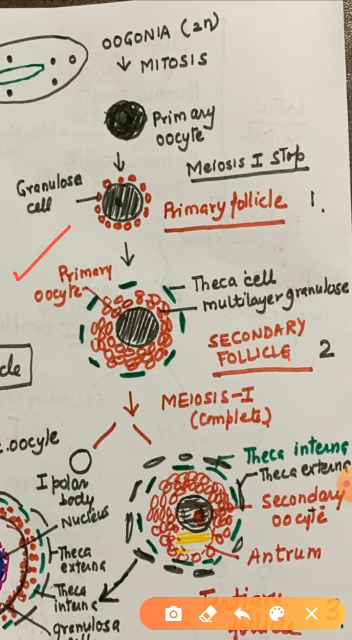 OOGONIA (2n)
MITOSIS
Primary
oocyte
Meiosis I Stop
Granulosa
cell
Primary follicle 1.
Primary
oocyte
Theca cell
multilayer granulose
SECONDARY
FOLLICLE 2
MEIOSIS-I
(Complete)
oocyte
I polar
body
Nucleus
Theca
externa
Theca
interna
granulosa
Theca interna
Theca externa
Secondary
oocyte
Antrum
3